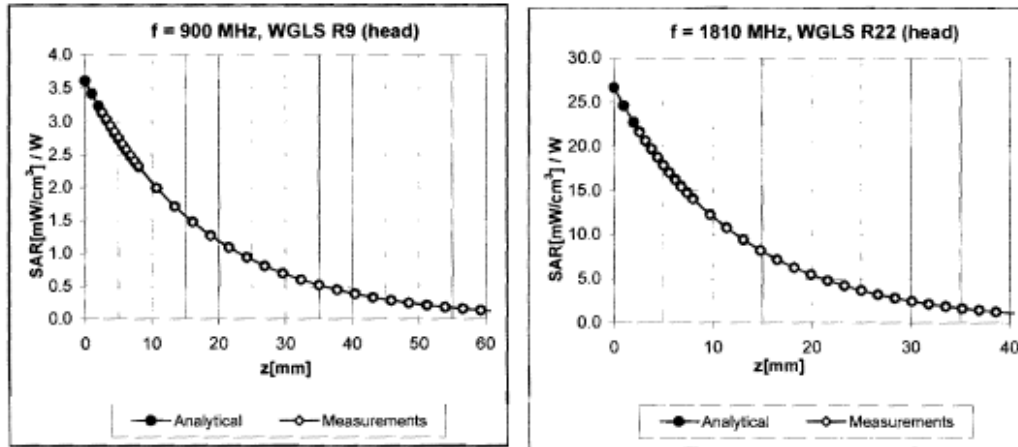 f = 900 MHz, WGLS R9 (head)
SAR[mW/cm³] / W
4.0
3.5
3.0
2.5
2.0
1.5
1.0
0.5
0.0
0 10 20 30 40 50 60
z[mm]
Analytical Measurements
f = 1810 MHz, WGLS R22 (head)
SAR[mW/cm³] / W
30.0
25.0
20.0
15.0
10.0
5.0
0.0
0 10 20 30 40
z[mm]
Analytical Measurements